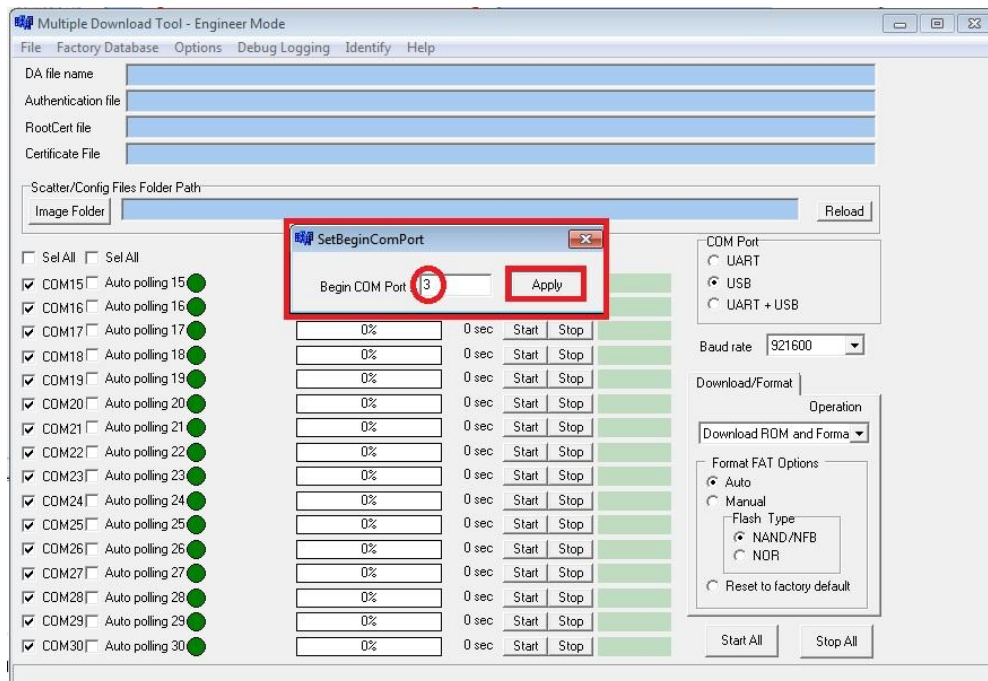 Multiple Download Tool - Engineer Mode
File Factory Database Options Debug Logging Identify Help
DA file name
Authentication file
RootCert file
Certificate File
Scatter/Config Files Folder Path
Image Folder
Reload
SetBeginComPort
Begin COM Port
3
Apply
Sel All Sel All
COM15 Auto polling 15
COM16 Auto polling 16
COM17 Auto polling 17 0% 0 sec Start Stop
COM18 Auto polling 18 0% 0 sec Start Stop
COM19 Auto polling 19 0% 0 sec Start Stop
COM20 Auto polling 20 0% 0 sec Start Stop
COM21 Auto polling 21 0% 0 sec Start Stop
COM22 Auto polling 22 0% 0 sec Start Stop
COM23 Auto polling 23 0% 0 sec Start Stop
COM24 Auto polling 24 0% 0 sec Start Stop
COM25 Auto polling 25 0% 0 sec Start Stop
COM26 Auto polling 26 0% 0 sec Start Stop
COM27 Auto polling 27 0% 0 sec Start Stop
COM28 Auto polling 28 0% 0 sec Start Stop
COM29 Auto polling 29 0% 0 sec Start Stop
COM30 Auto polling 30 0% 0 sec Start Stop
COM Port
UART
USB
UART + USB
Baud rate 921600
Download/Format
Operation
Download ROM and Forma
Format FAT Options
Auto
Manual
Flash Type
NAND/NFB
NOR
Reset to factory default
Start All Stop All